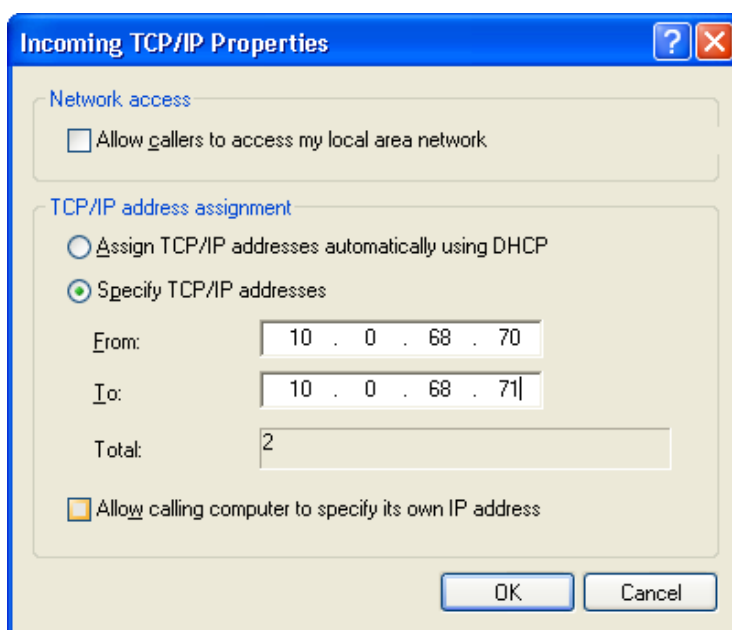 Incoming TCP/IP Properties
Network access
Allow callers to access my local area network
TCP/IP address assignment
Assign TCP/IP addresses automatically using DHCP
Specify TCP/IP addresses
From: 10 . 0 . 68 . 70
To: 10 . 0 . 68 . 71
Total: 2
Allow calling computer to specify its own IP address
OK Cancel